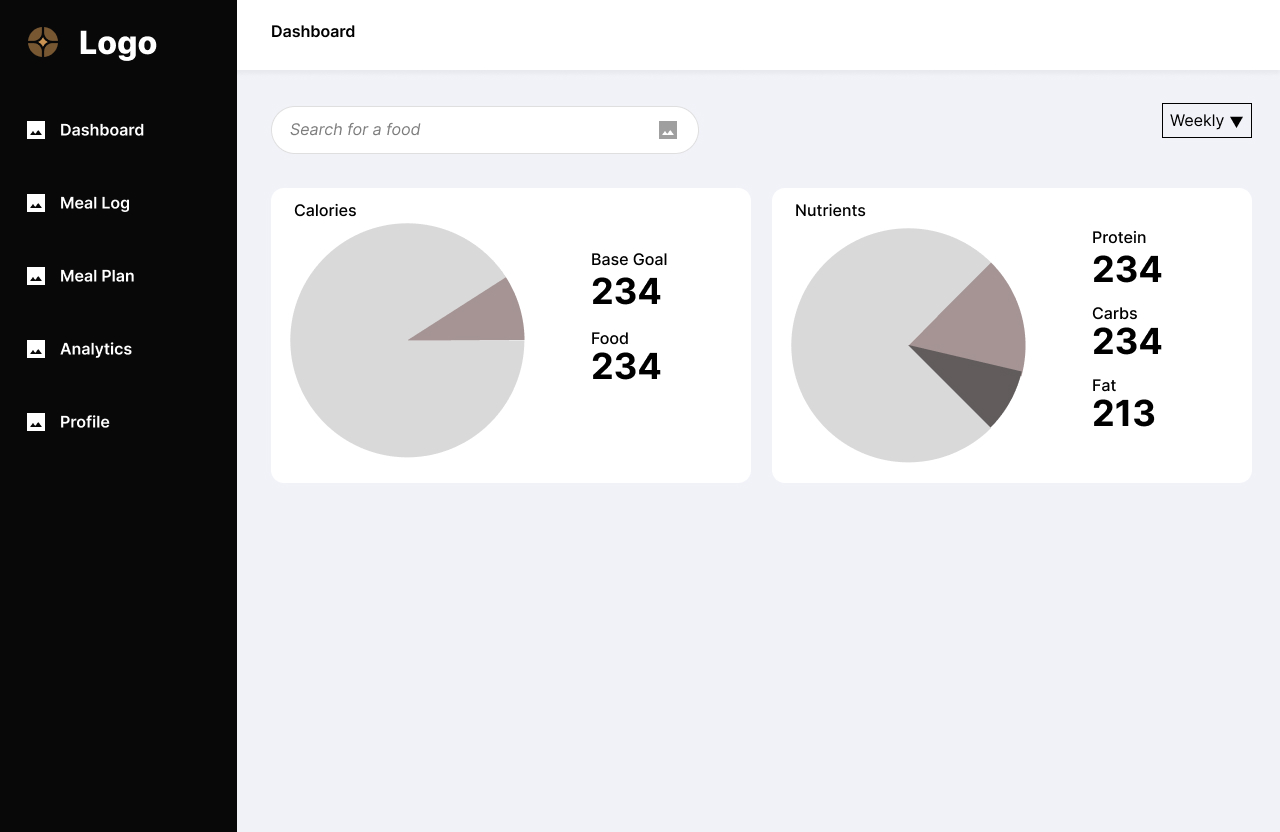 Logo
Dashboard
Meal Log
Meal Plan
Analytics
Profile
Dashboard
Search for a food
Weekly
Calories
Base Goal
234
Food
234
Nutrients
Protein
234
Carbs
234
Fat
213